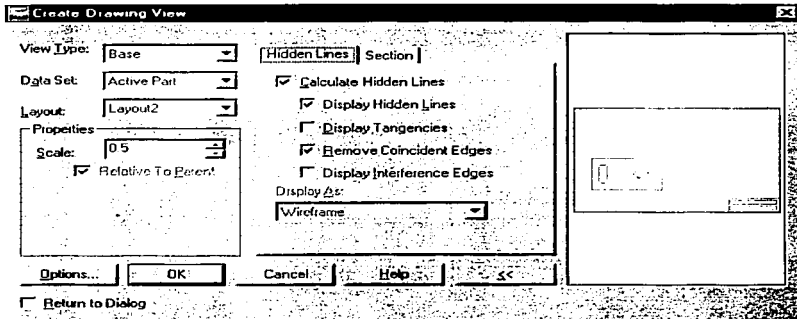 Create Drawing View
View Type: Base
Data Set: Active Part
Layout: Layout2
Properties
Scale: 0.5
Relative To Parent
Hidden Lines Section
Calculate Hidden Lines
Display Hidden Lines
Display Tangencies
Remove Coincident Edges
Display Interference Edges
Display As:
Wireframe
Options... OK Cancel Help <<
Return to Dialog